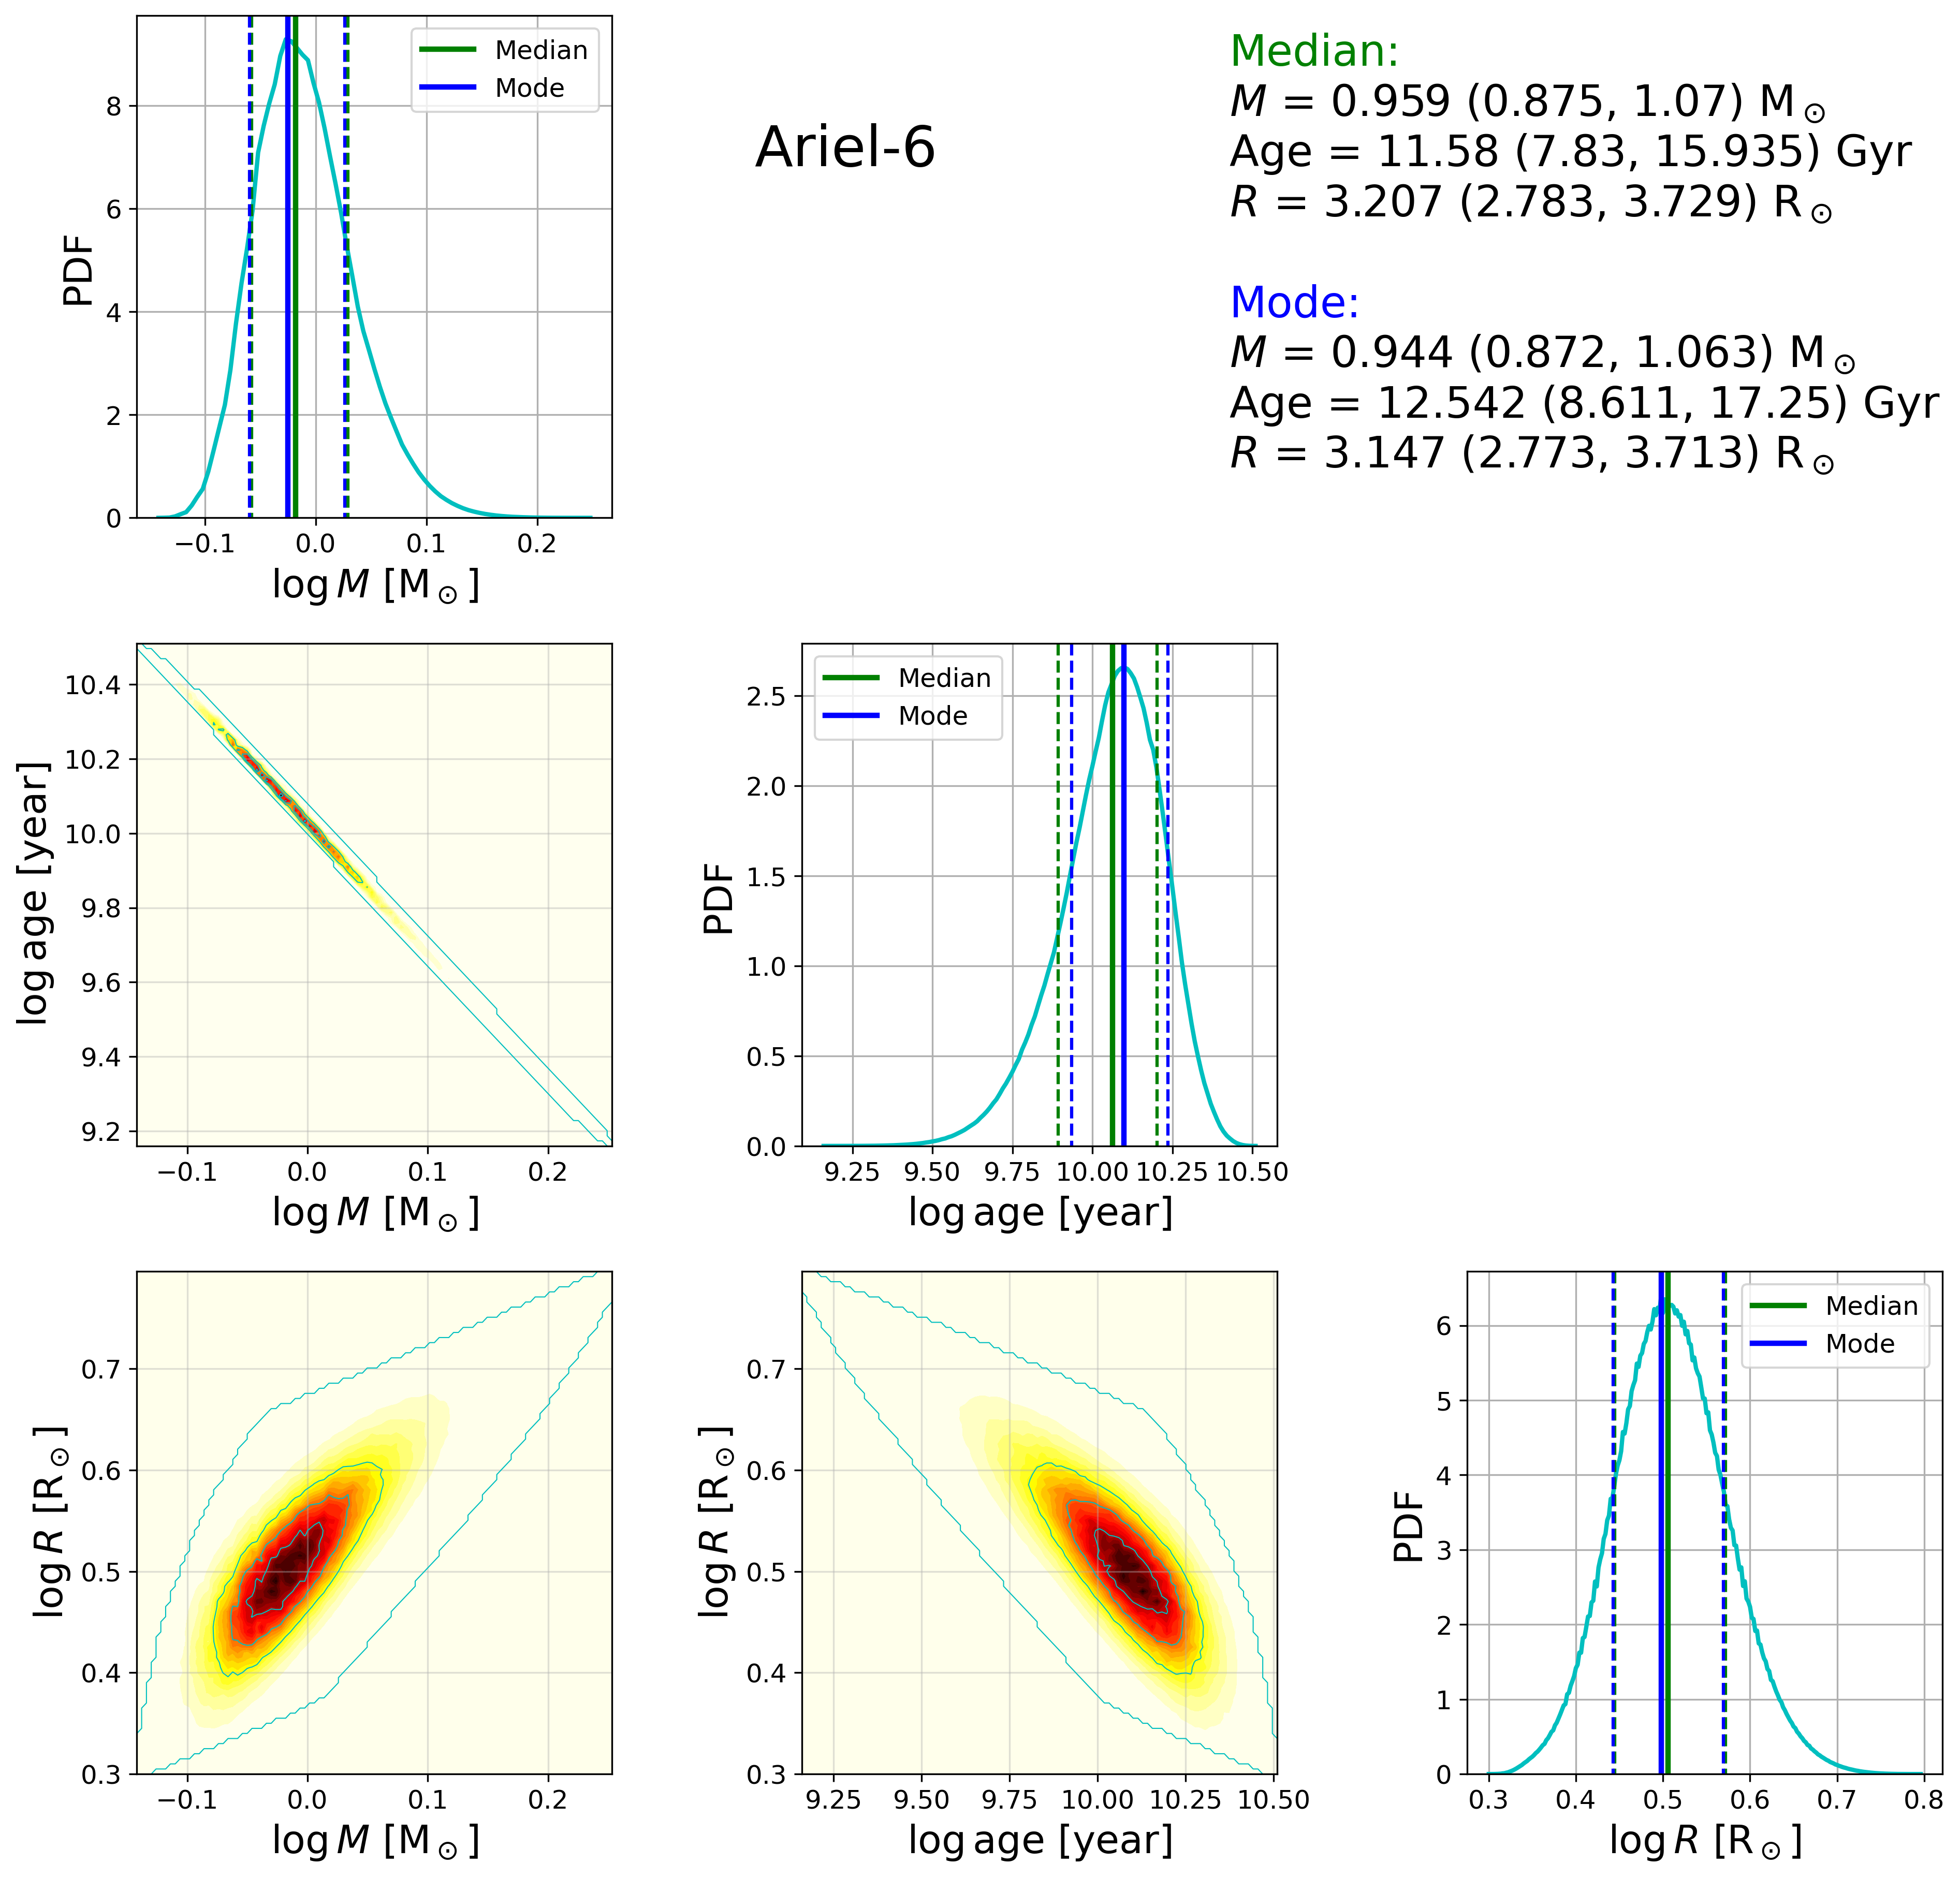 Median
Mode
8
6
4
2
0
PDF
−0.1
0.0
0.1
0.2
log M [M⊙]
Ariel-6
Median:
M = 0.959 (0.875, 1.07) M⊙
Age = 11.58 (7.83, 15.935) Gyr
R = 3.207 (2.783, 3.729) R⊙
Mode:
M = 0.944 (0.872, 1.063) M⊙
Age = 12.542 (8.611, 17.25) Gyr
R = 3.147 (2.773, 3.713) R⊙
10.4
10.2
10.0
9.8
9.6
9.4
9.2
log age [year]
−0.1
0.0
0.1
0.2
log M [M⊙]
Median
Mode
2.5
2.0
1.5
1.0
0.5
0.0
PDF
9.25
9.50
9.75
10.00
10.25
10.50
log age [year]
0.7
0.6
0.5
0.4
0.3
log R [R⊙]
−0.1
0.0
0.1
0.2
log M [M⊙]
0.7
0.6
0.5
0.4
0.3
log R [R⊙]
9.25
9.50
9.75
10.00
10.25
10.50
log age [year]
Median
Mode
6
5
4
3
2
1
0
PDF
0.3
0.4
0.5
0.6
0.7
0.8
log R [R⊙]